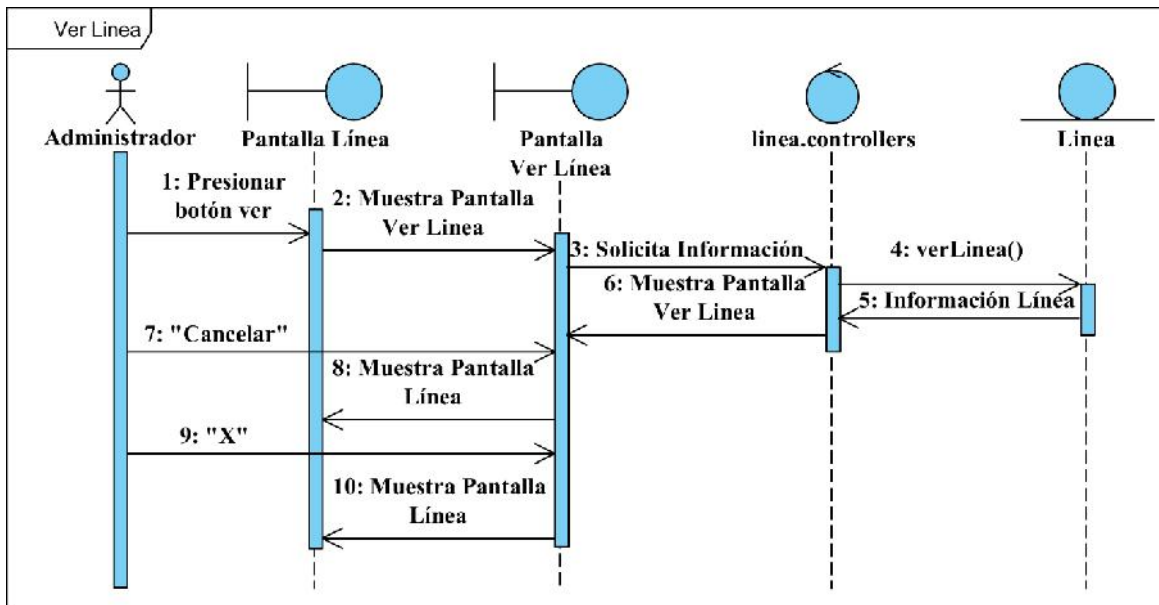 Ver Linea
Administrador
Pantalla Línea
Pantalla
Ver Línea
linea.controllers
Linea
1: Presionar
botón ver
2: Muestra Pantalla
Ver Linea
3: Solicita Información
4: verLinea()
5: Información Línea
6: Muestra Pantalla
Ver Linea
7: "Cancelar"
8: Muestra Pantalla
Línea
9: "X"
10: Muestra Pantalla
Línea